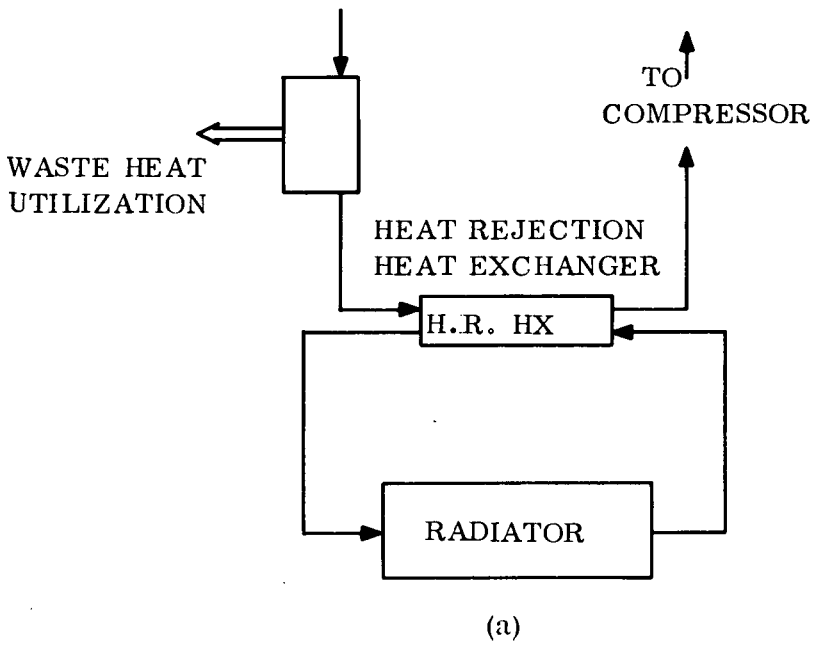 TO
COMPRESSOR
WASTE HEAT
UTILIZATION
HEAT REJECTION
HEAT EXCHANGER
H.R. HX
RADIATOR
(a)